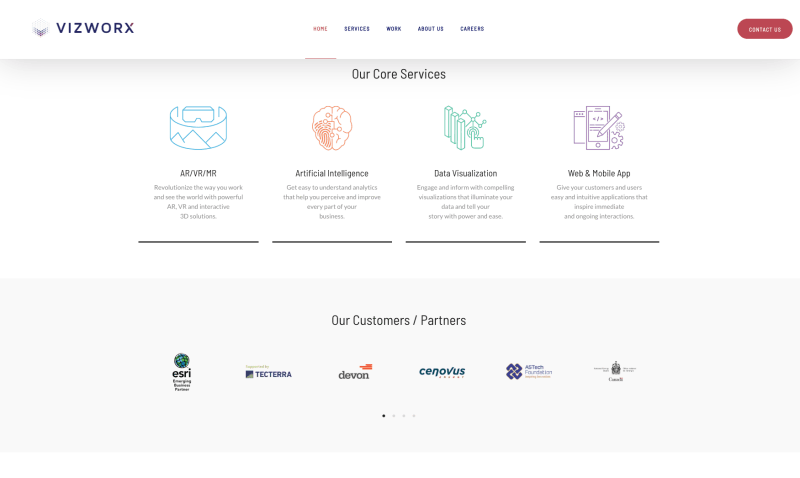 VIZWORX
HOME
SERVICES
WORK
ABOUT US
CAREERS
CONTACT US
Our Core Services
AR/VR/MR
Revolutionize the way you work
and see the world with powerful
AR, VR and interactive
3D solutions.
Artificial Intelligence
Get easy to understand analytics
that help you perceive and improve
every part of your
business.
Data Visualization
Engage and inform with compelling
visualizations that illuminate your
data and tell your
story with power and ease.
Web & Mobile App
Give your customers and users
easy and intuitive applications that
inspire immediate
and ongoing interactions.
Our Customers / Partners
esri
Emerging
Business
Partner
Supported by
TECTERRA
devon
cenovus
ENERGY
ASTech
Foundation
Canada